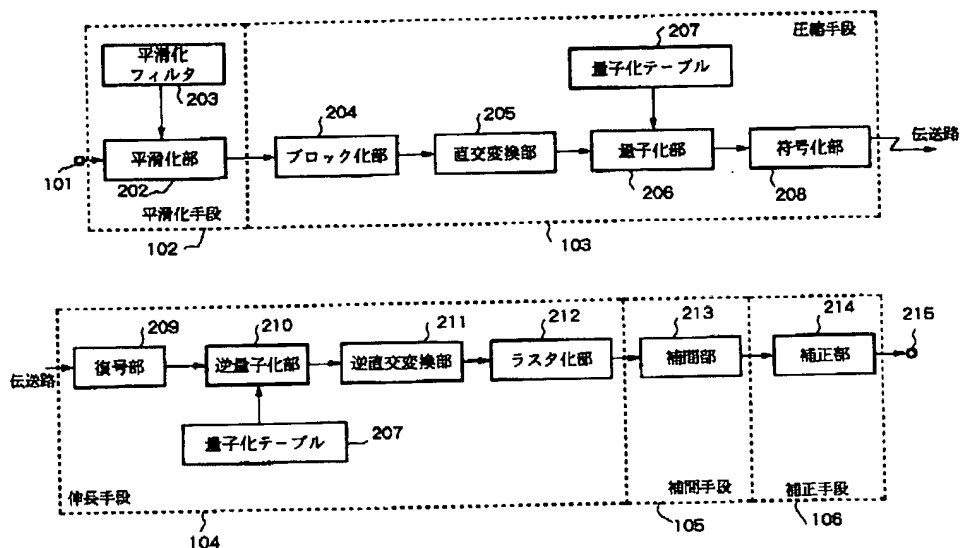 207
圧縮手段
平滑化
フィルタ
203
量子化テーブル
204
205
伝送路
平滑化部
ブロック化部
直交変換部
量子化部
符号化部
101
202
206
208
平滑化手段
102
103
209
210
211
212
213
214
215
伝送路
復号部
逆量子化部
逆直交変換部
ラスタ化部
補間部
補正部
量子化テーブル
207
伸長手段
補間手段
補正手段
104
105
106